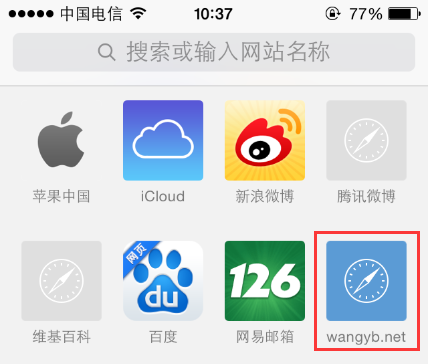 中国电信 10:37 77%
搜索或输入网站名称
苹果中国 iCloud 新浪微博 腾讯微博
网页 du 126
维基百科 百度 网易邮箱 wangyb.net